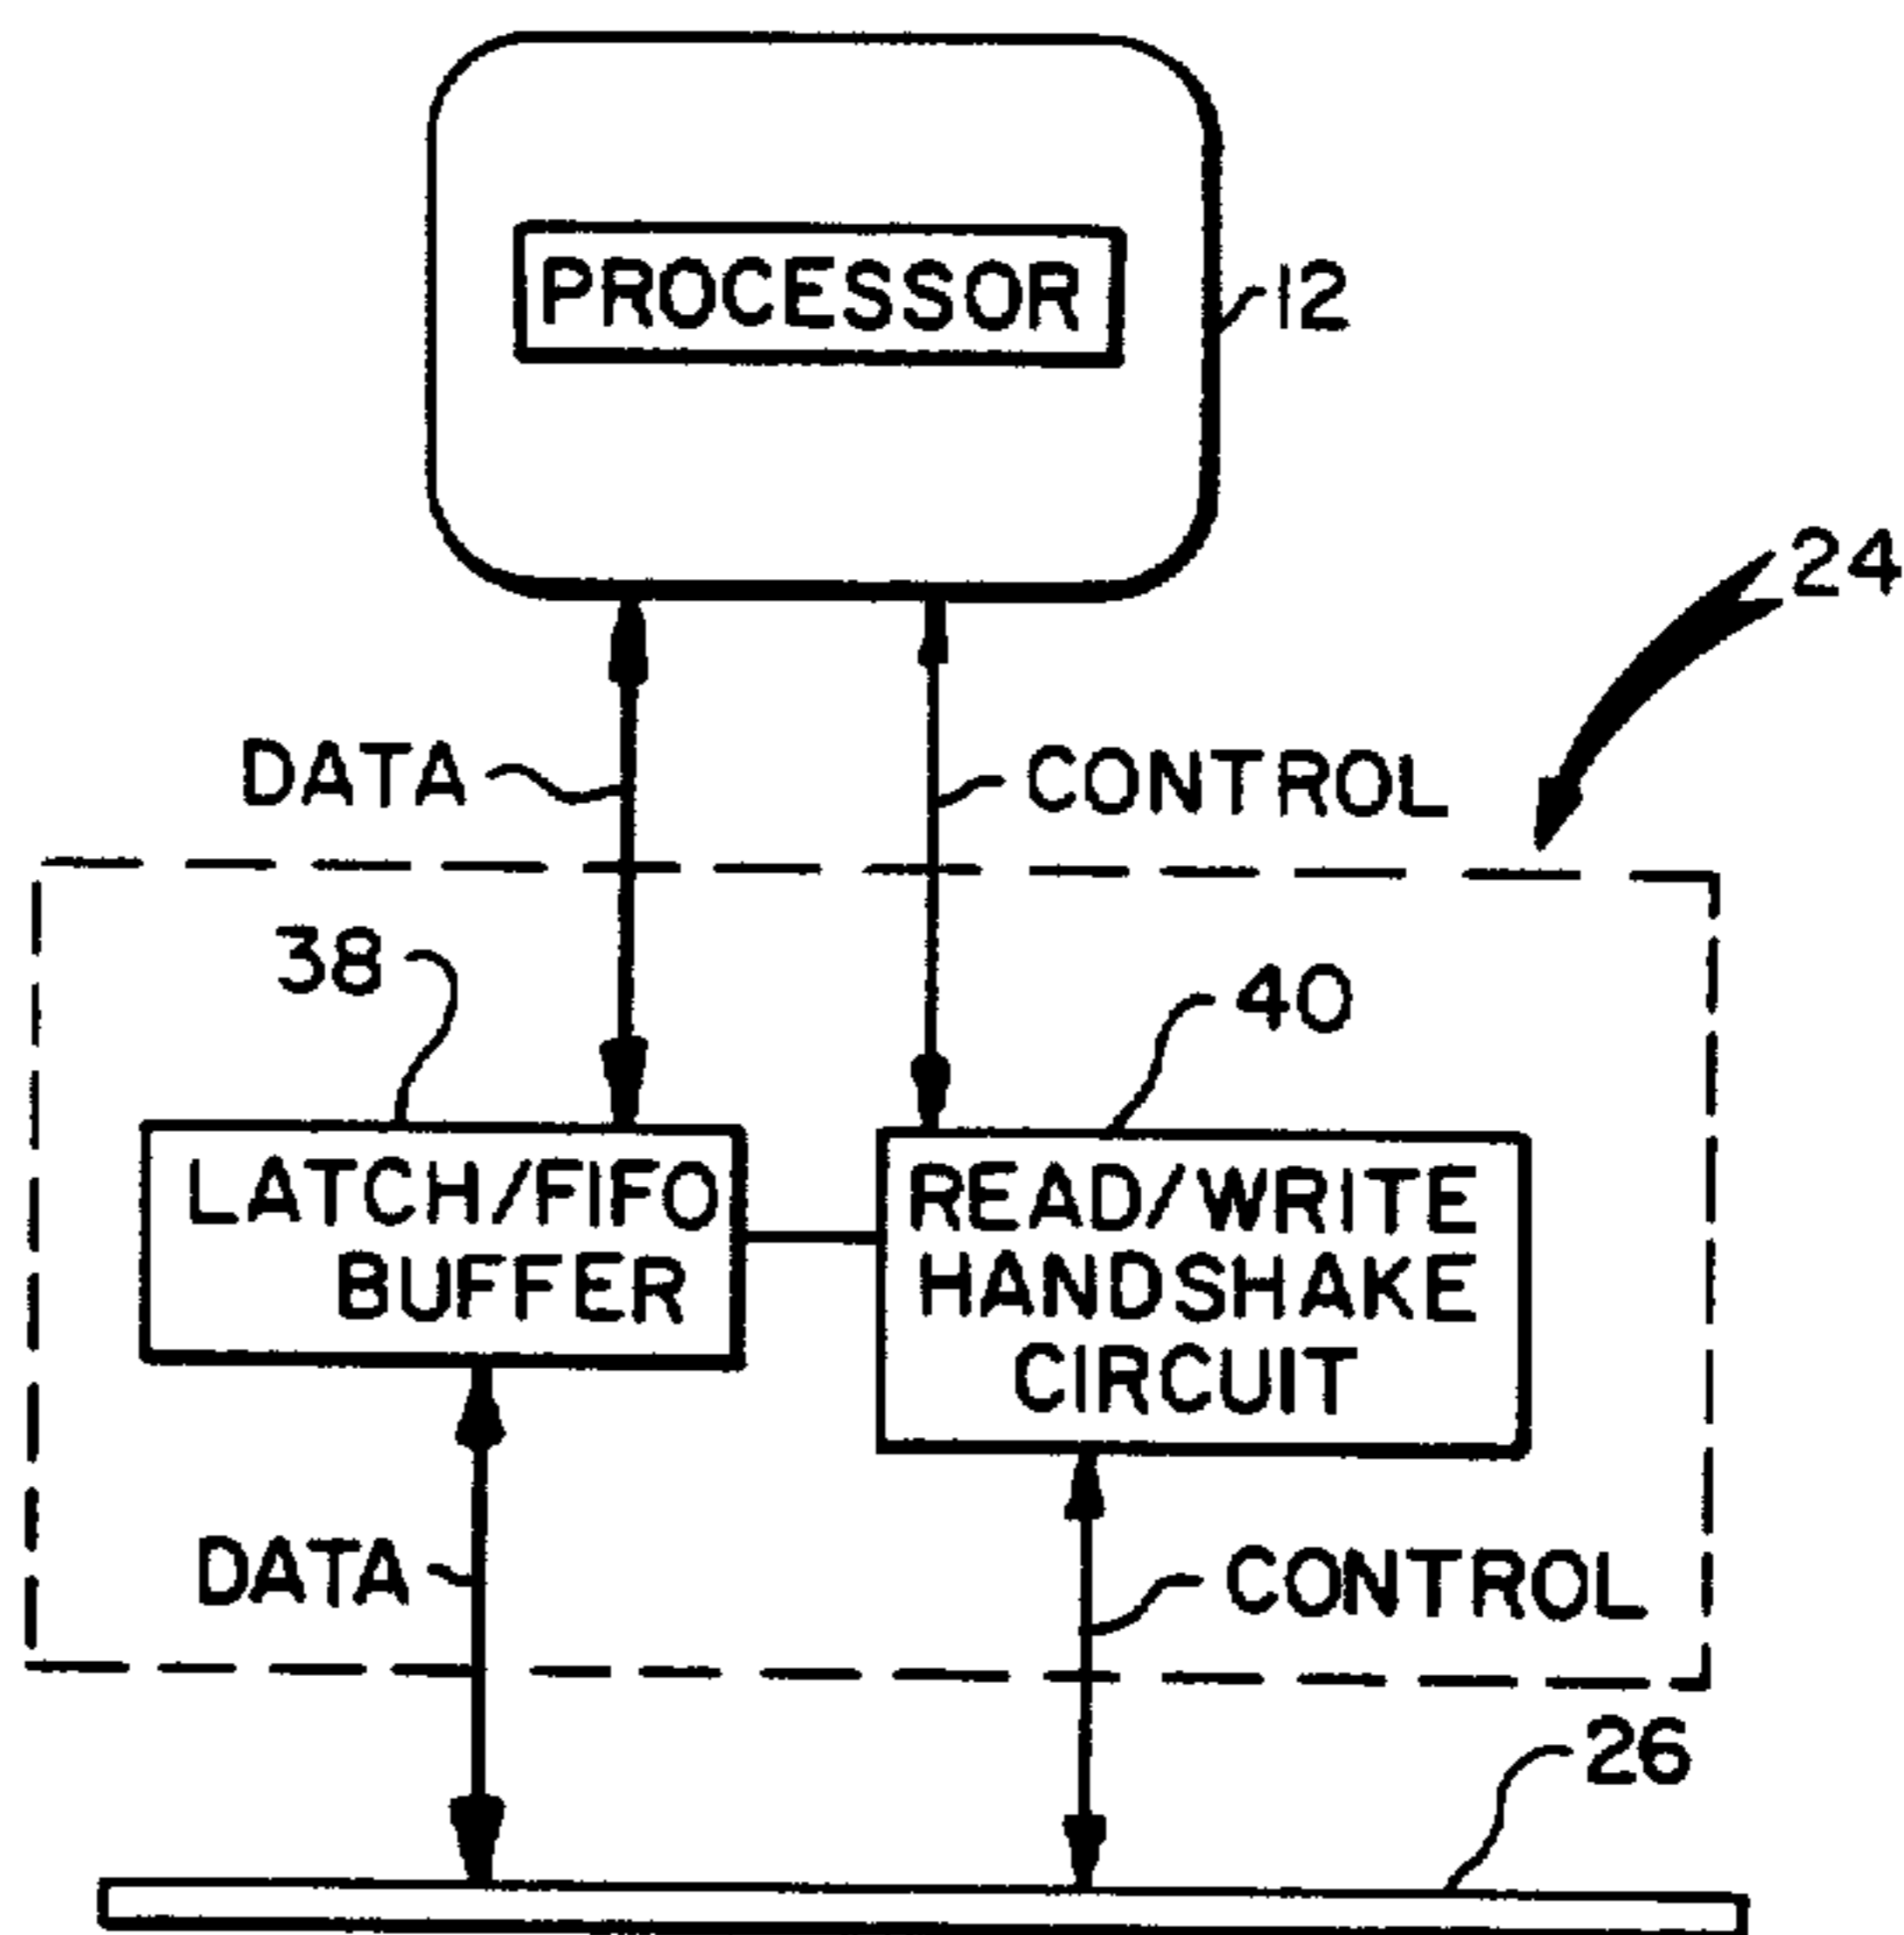 PROCESSOR
12
24
DATA
CONTROL
38
40
LATCH/FIFO
BUFFER
READ/WRITE
HANDSHAKE
CIRCUIT
DATA
CONTROL
26